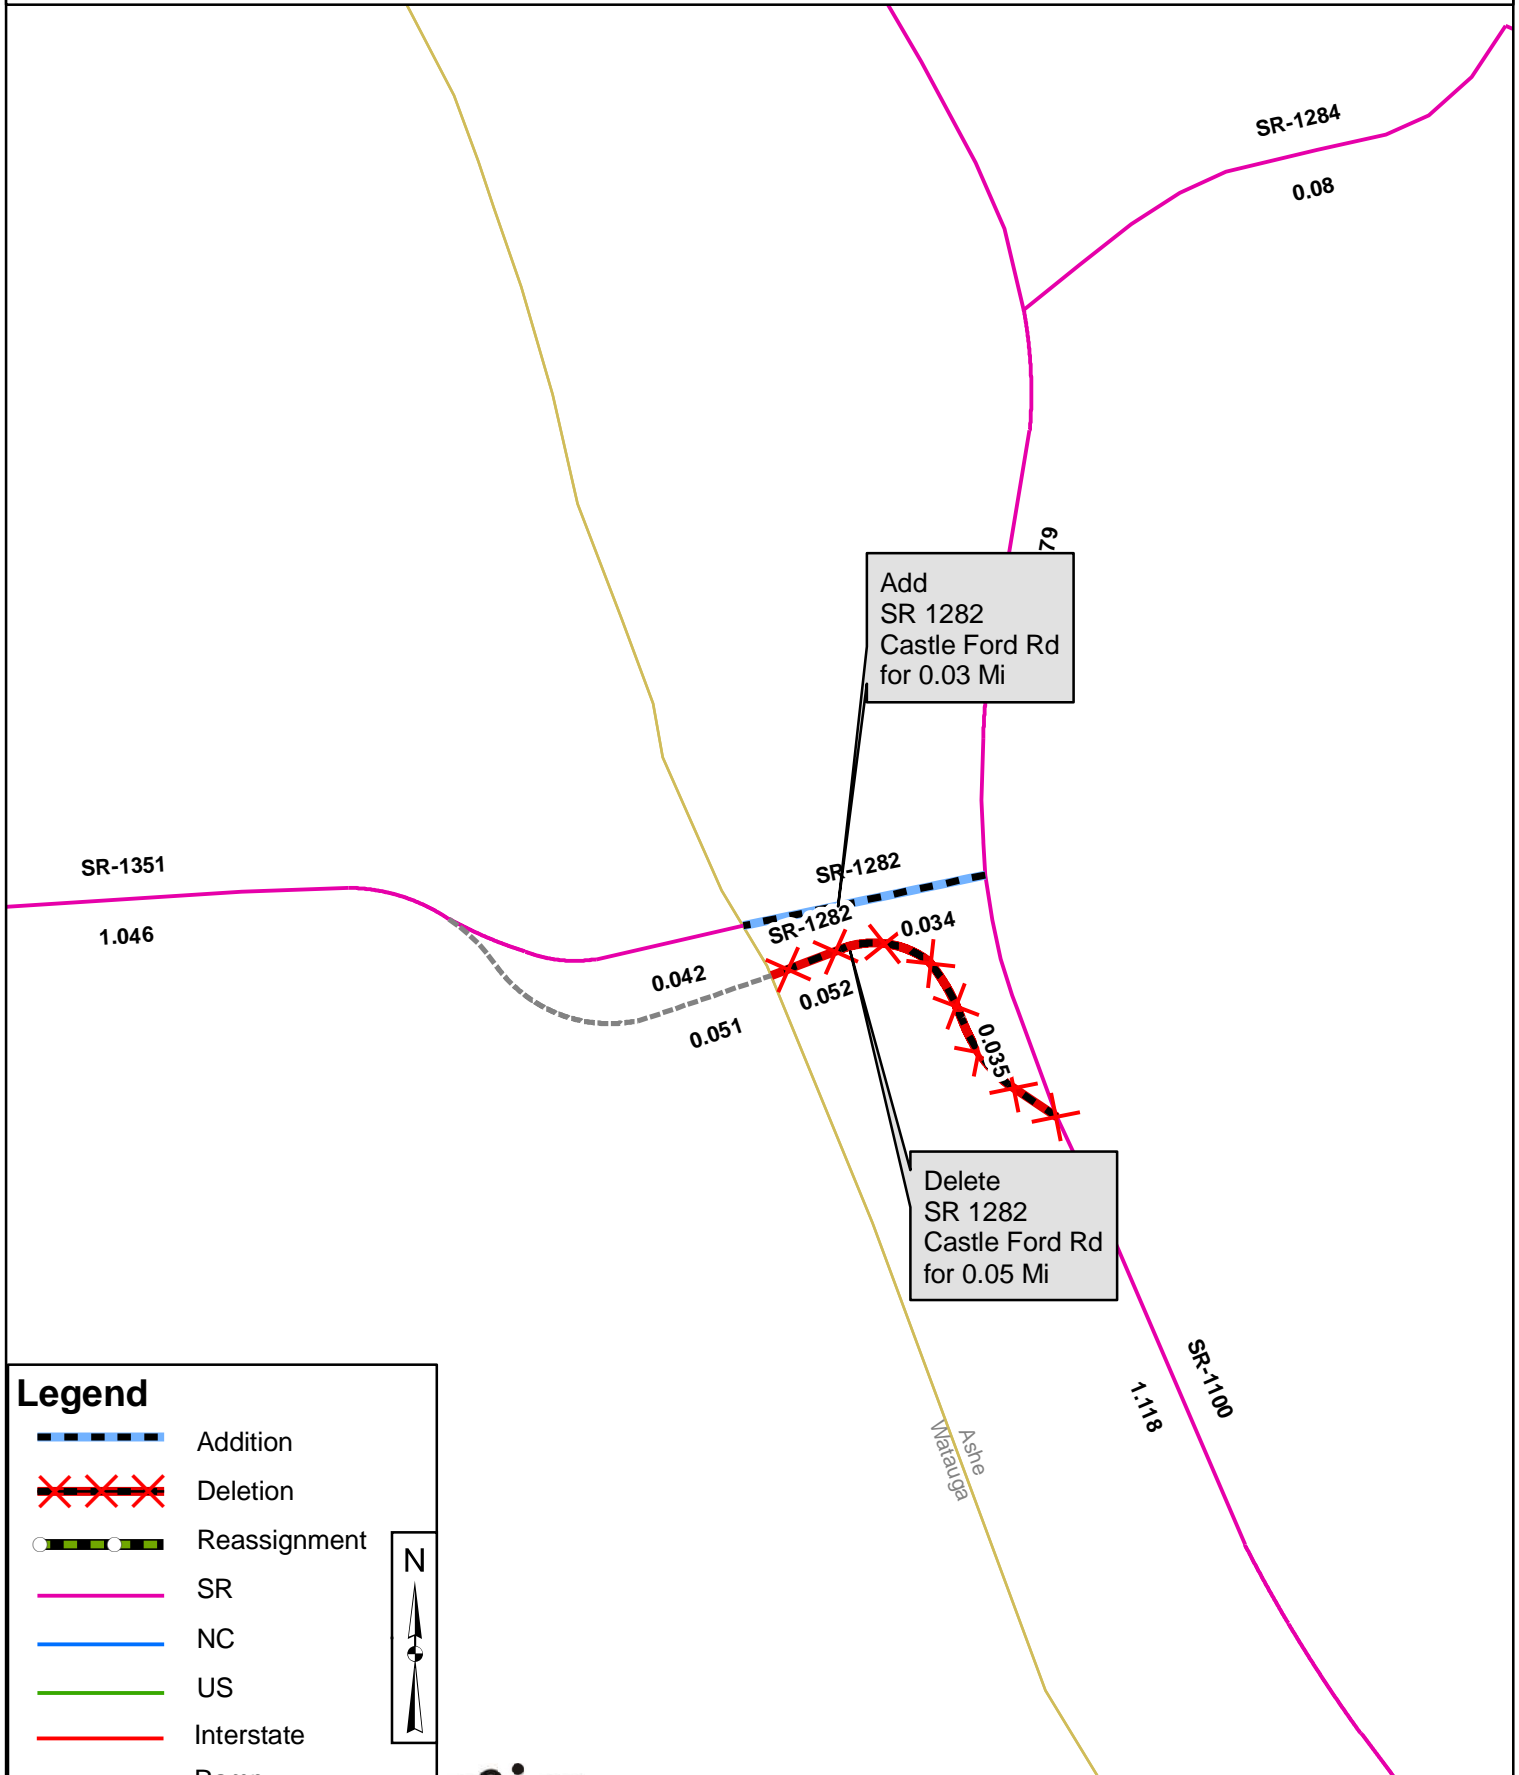 SR-1284
0.08
79
Add
SR 1282
Castle Ford Rd
for 0.03 Mi
SR-1351
1.046
SR-1282
SR-1282
0.034
0.042
0.052
0.051
0.035
Delete
SR 1282
Castle Ford Rd
for 0.05 Mi
SR-1100
1.118
Ashe
Watauga
Legend
Addition
Deletion
Reassignment
SR
NC
US
Interstate
N